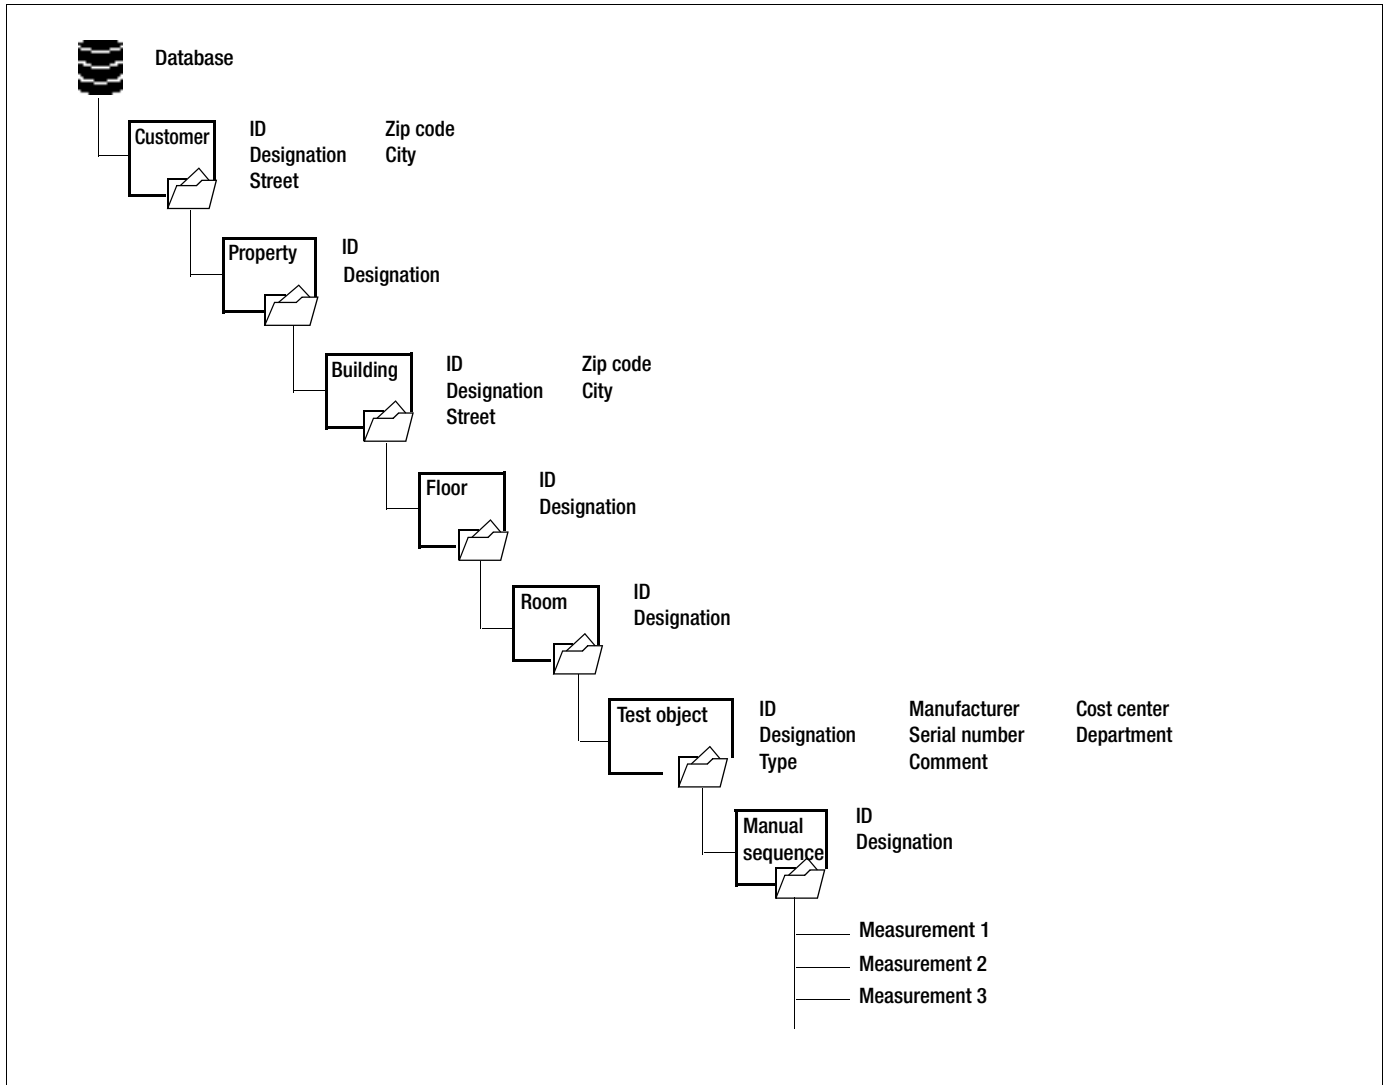 Database
Customer
ID Zip code
Designation City
Street
Property
ID
Designation
Building
ID Zip code
Designation City
Street
Floor
ID
Designation
Room
ID
Designation
Test object
ID Manufacturer Cost center
Designation Serial number Department
Type Comment
Manual
sequence
ID
Designation
Measurement 1
Measurement 2
Measurement 3